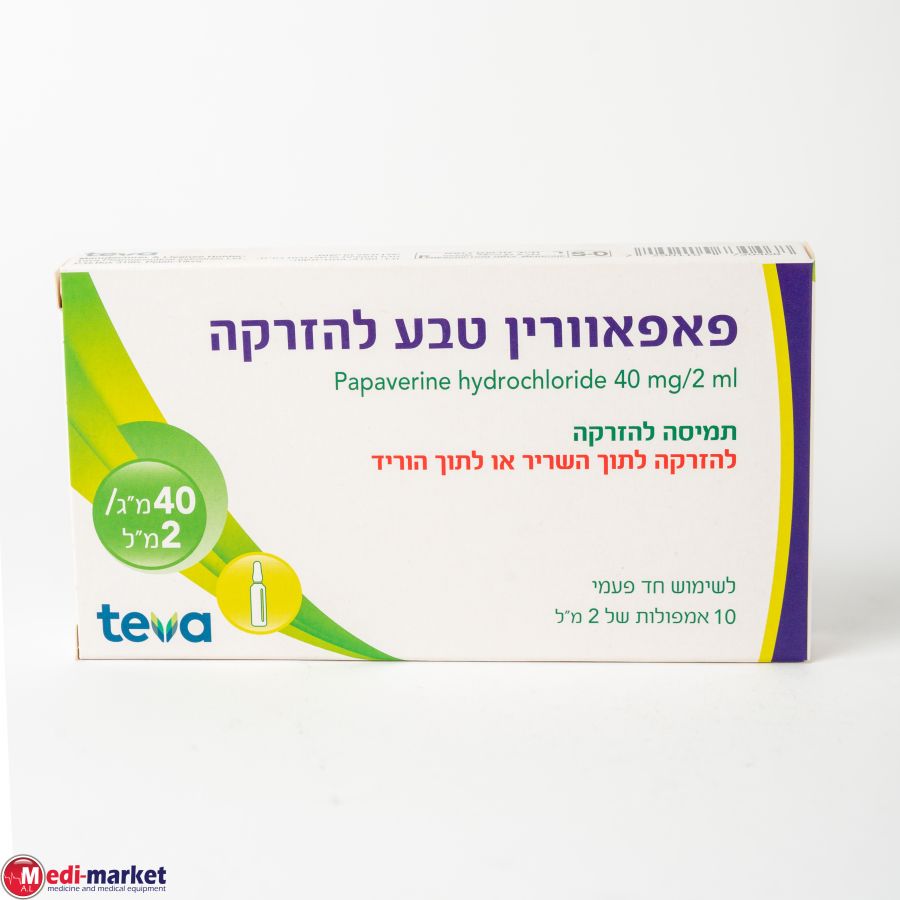 teva
פאפאוורין טבע להזרקה
Papaverine hydrochloride 40 mg/2 ml
תמיסה להזרקה
להזרקה לתוך השריר או לתוך הוריד
40 מ"ג/
2 מ"ל
לשימוש חד פעמי
10 אמפולות של 2 מ"ל
teva
Medi-market
A.L
medicine and medical equipment